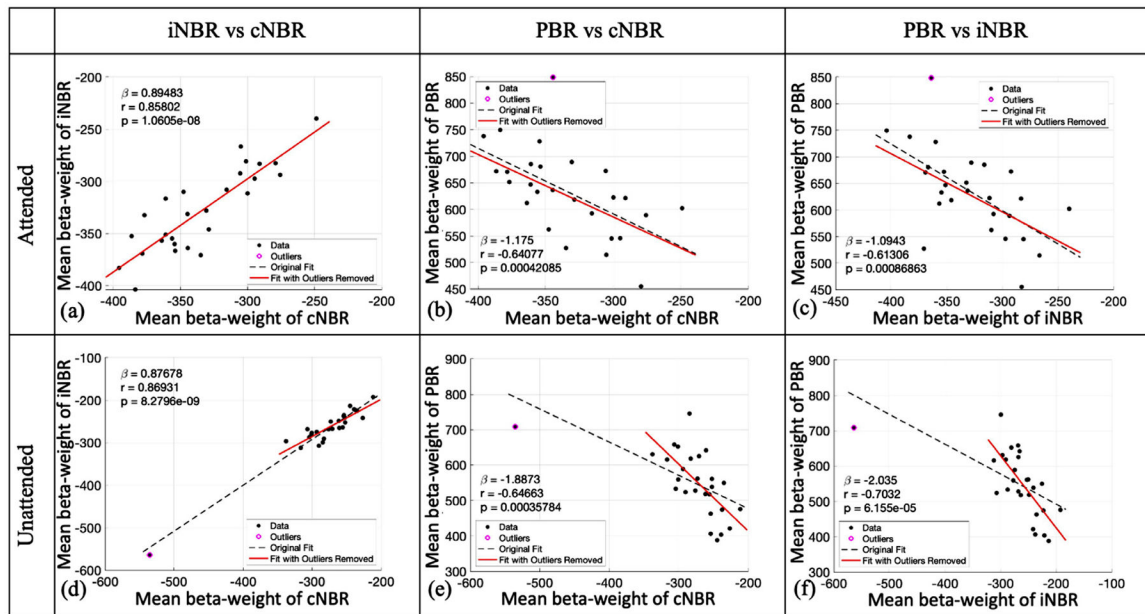 iNBR vs cNBR
PBR vs cNBR
PBR vs iNBR
Attended
Mean beta-weight of iNBR
-200
-250
-300
-350
-400
β = 0.89483
r = 0.85802
p = 1.0605e-08
Data
Outliers
Original Fit
Fit with Outliers Removed
-400 -350 -300 -250 -200
(a)
Mean beta-weight of cNBR
Mean beta-weight of PBR
850
800
750
700
650
600
550
500
450
Data
Outliers
Original Fit
Fit with Outliers Removed
β = -1.175
r = -0.64077
p = 0.00042085
-400 -350 -300 -250 -200
(b)
Mean beta-weight of cNBR
Mean beta-weight of PBR
850
800
750
700
650
600
550
500
450
Data
Outliers
Original Fit
Fit with Outliers Removed
β = -1.0943
r = -0.61306
p = 0.00086863
-450 -400 -350 -300 -250 -200
(c)
Mean beta-weight of iNBR
Unattended
Mean beta-weight of iNBR
-100
-200
-300
-400
-500
-600
β = 0.87678
r = 0.86931
p = 8.2796e-09
Data
Outliers
Original Fit
Fit with Outliers Removed
-600 -500 -400 -300 -200
(d)
Mean beta-weight of cNBR
Mean beta-weight of PBR
900
800
700
600
500
400
300
β = -1.8873
r = -0.64663
p = 0.00035784
Data
Outliers
Original Fit
Fit with Outliers Removed
-600 -500 -400 -300 -200
(e)
Mean beta-weight of cNBR
Mean beta-weight of PBR
900
800
700
600
500
400
300
β = -2.035
r = -0.7032
p = 6.155e-05
Data
Outliers
Original Fit
Fit with Outliers Removed
-600 -500 -400 -300 -200 -100
(f)
Mean beta-weight of iNBR